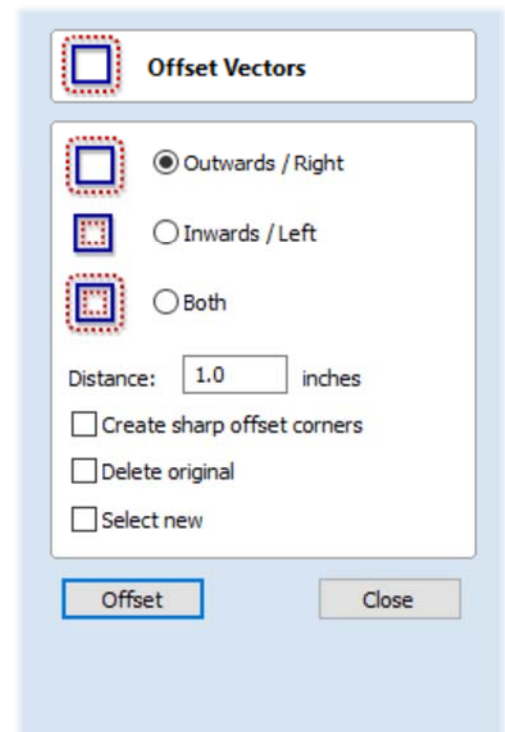 Offset Vectors
Outwards / Right
Inwards / Left
Both
Distance: 1.0 inches
Create sharp offset corners
Delete original
Select new
Offset Close